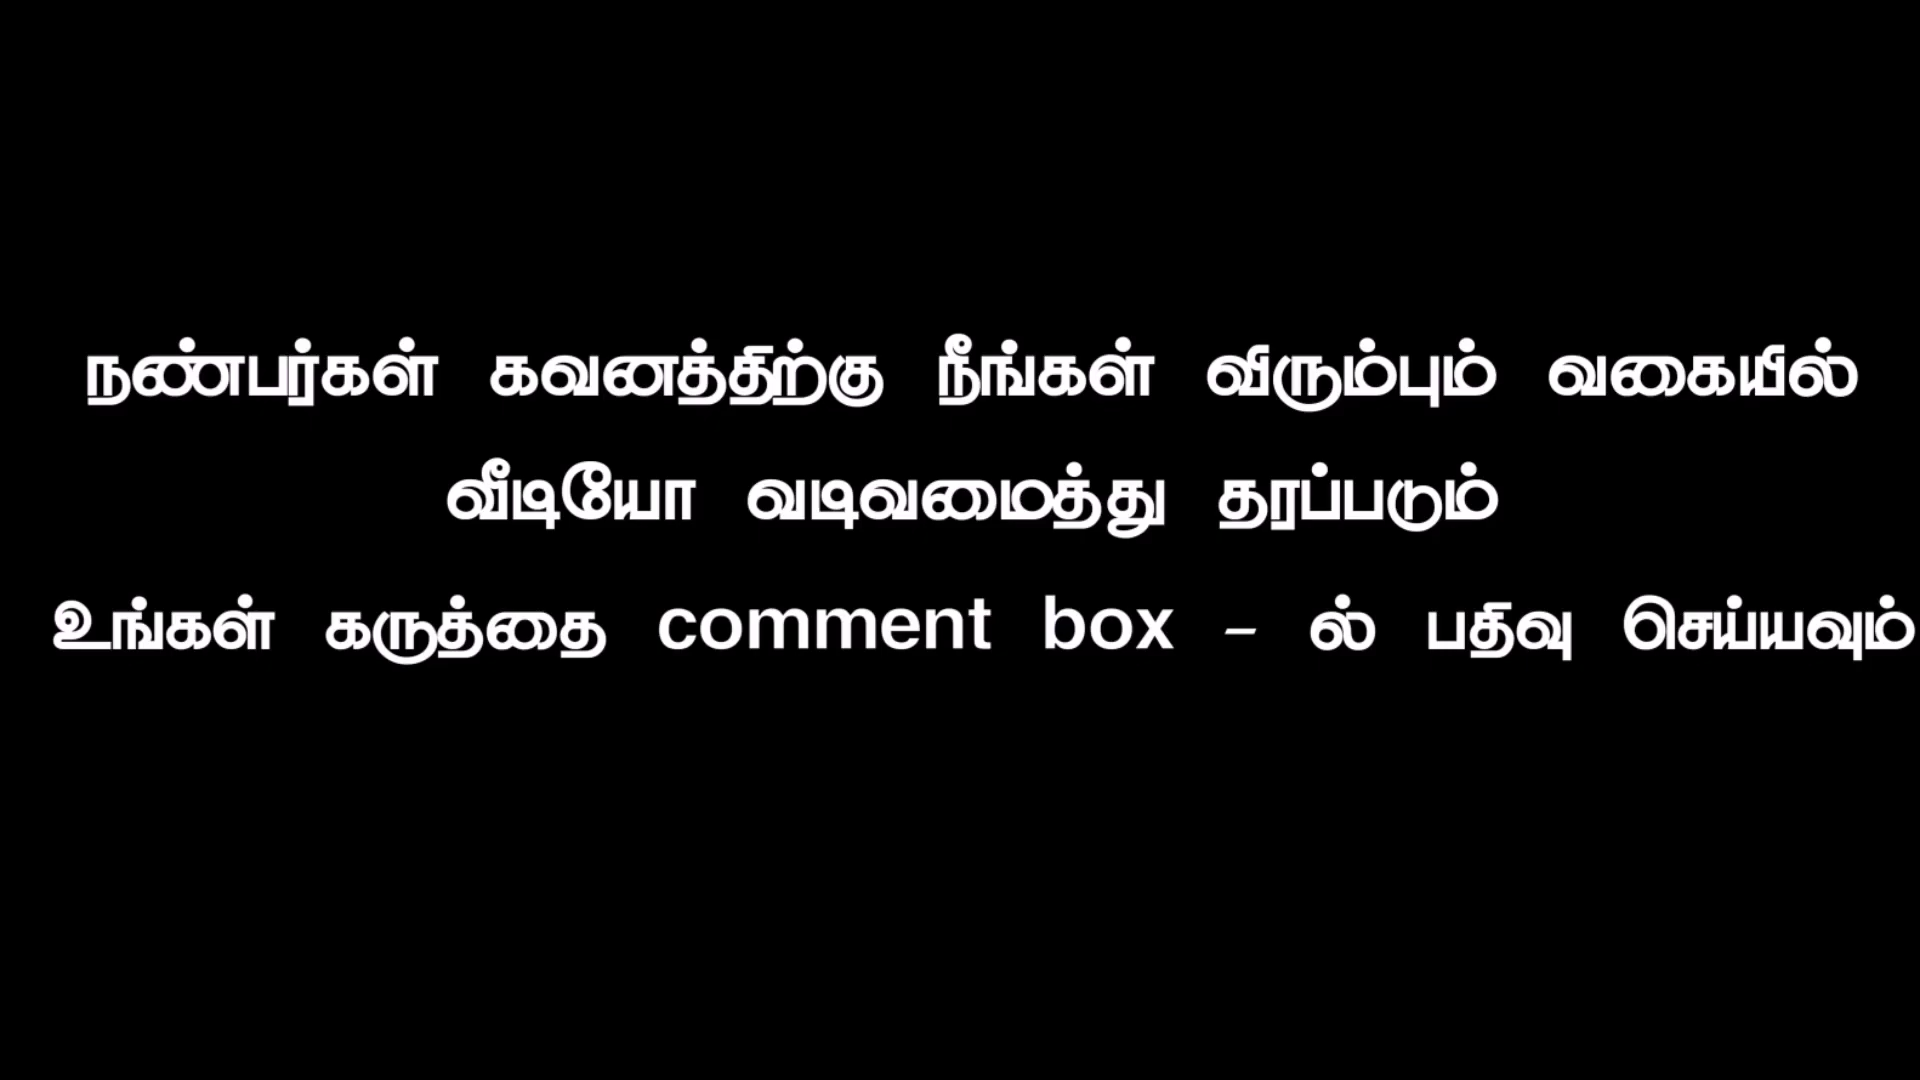 நண்பர்கள் கவனத்திற்கு நீங்கள் விரும்பும் வகையில்
வீடியோ வடிவமைத்து தரப்படும்
உங்கள் கருத்தை comment box - ல் பதிவு செய்யவும்